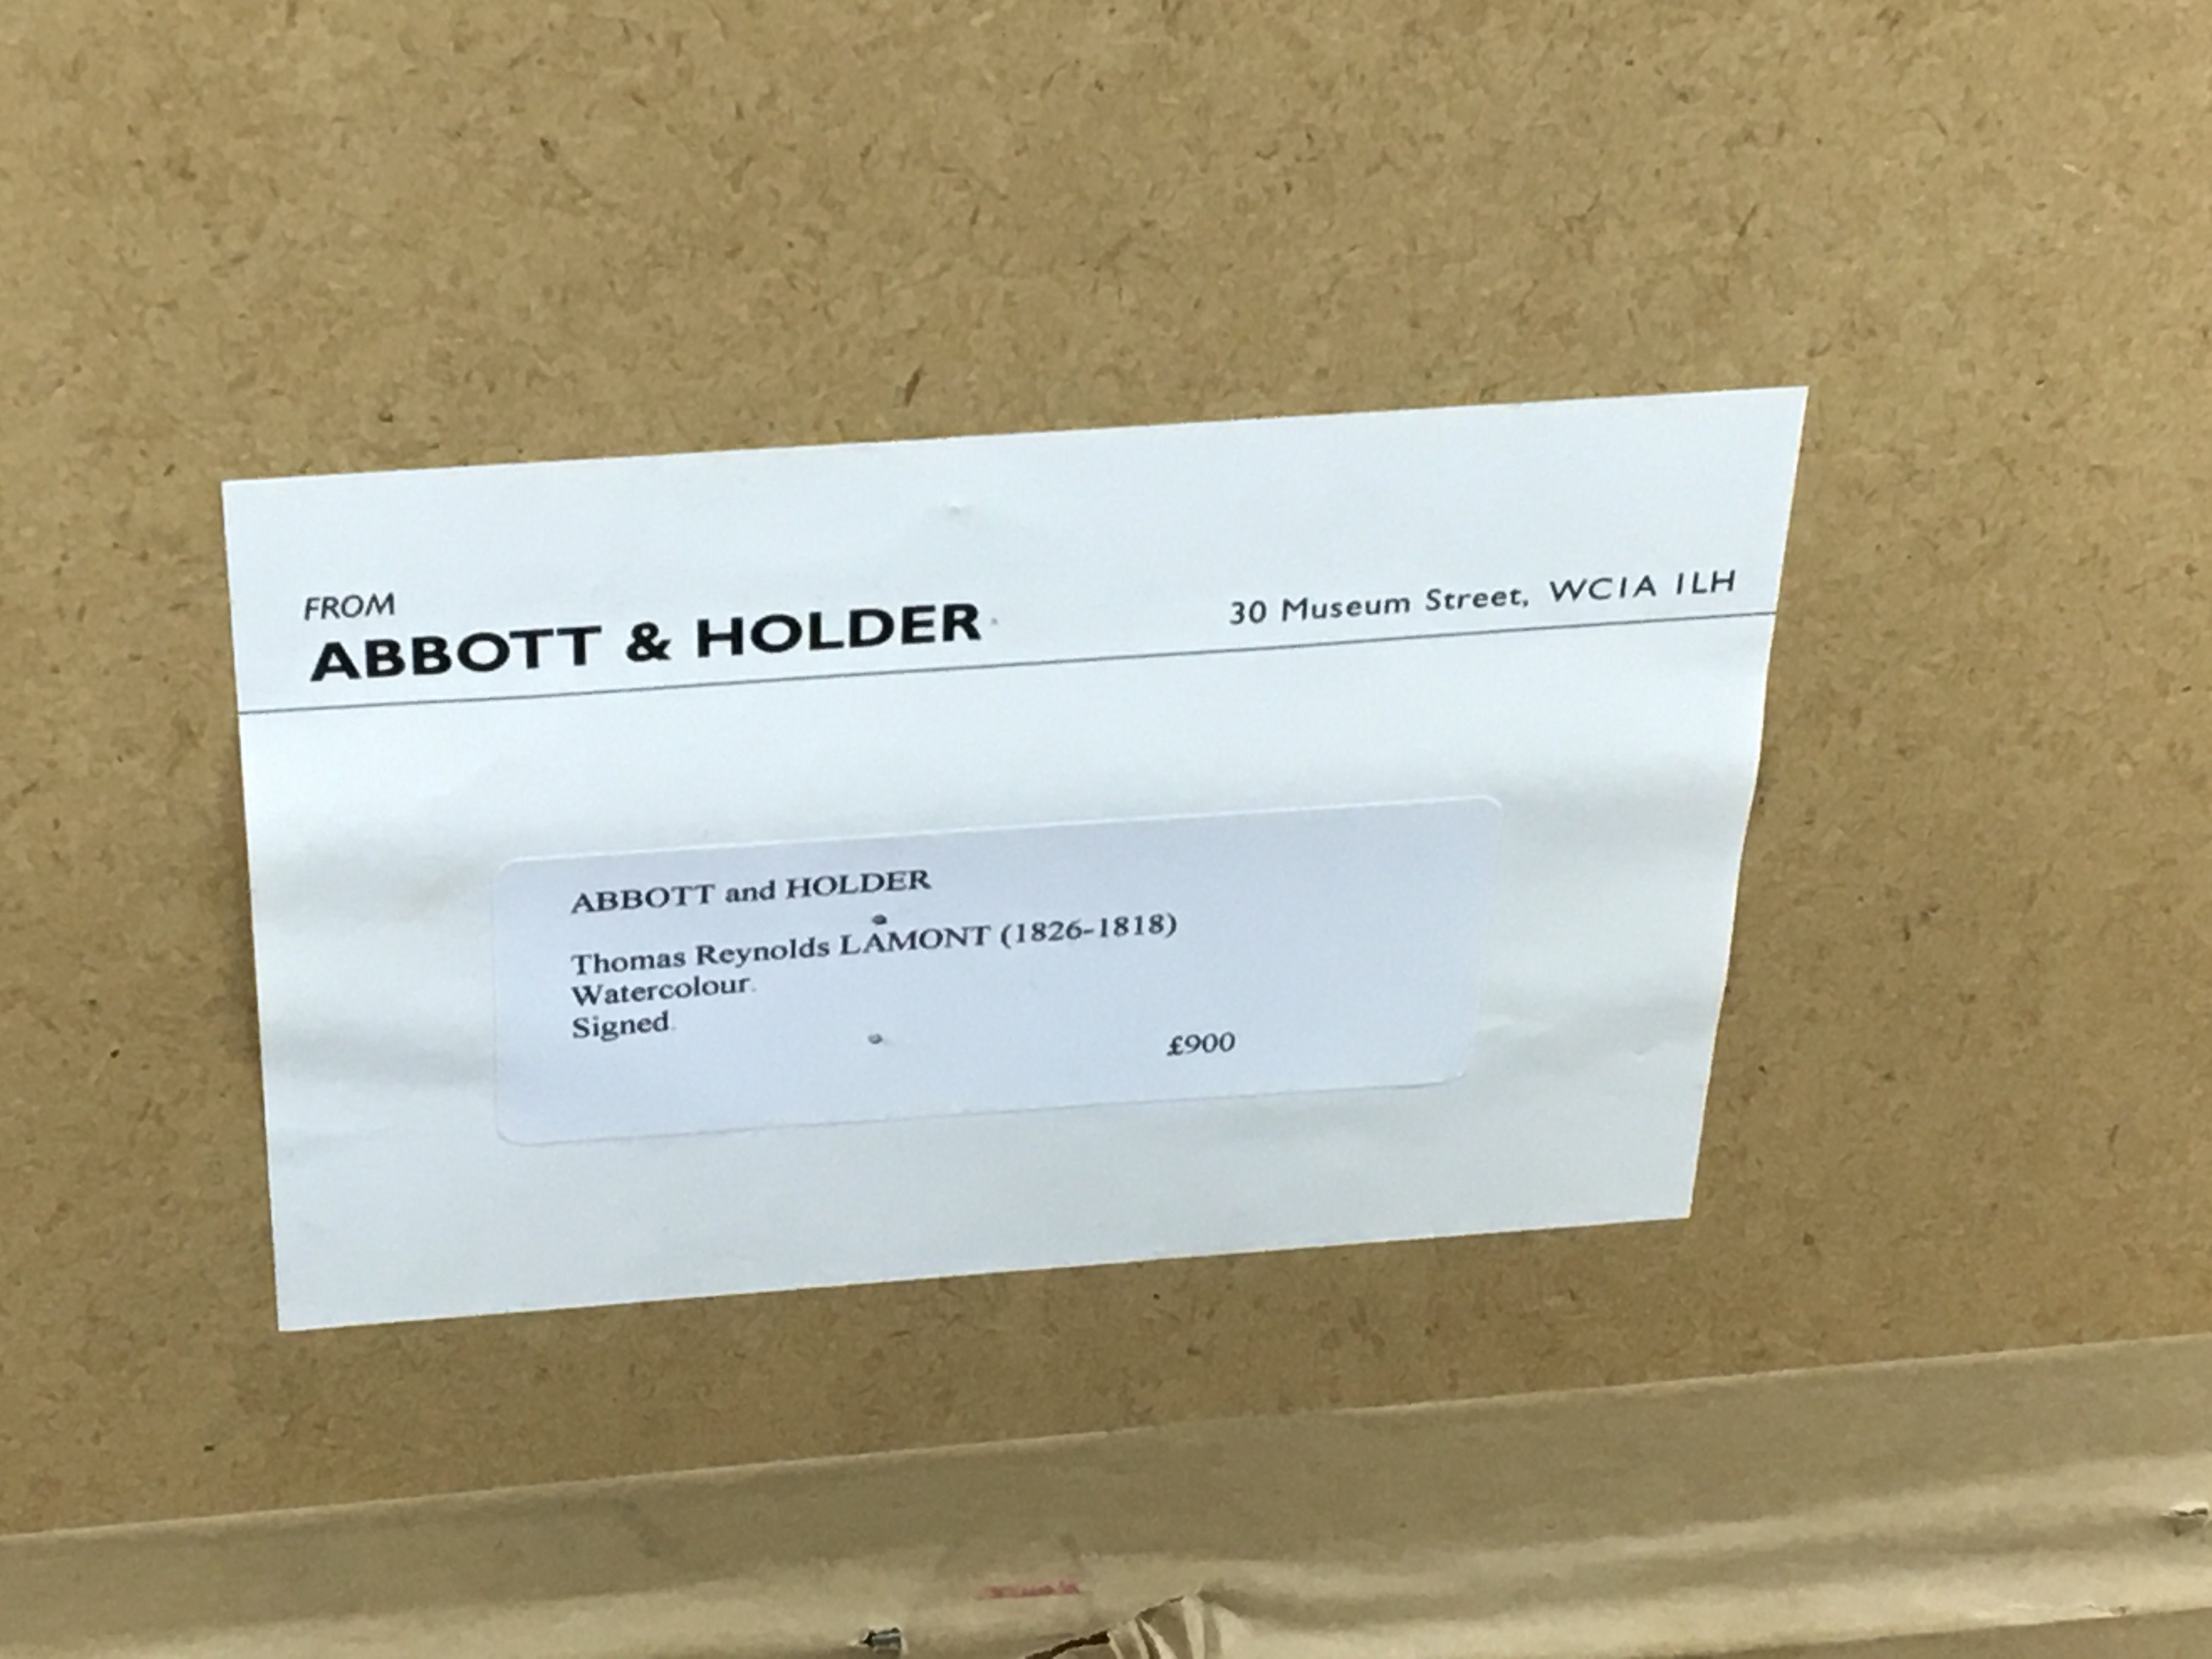 FROM
ABBOTT & HOLDER
30 Museum Street, WC1A 1LH
ABBOTT and HOLDER
Thomas Reynolds LAMONT (1826-1818)
Watercolour.
Signed.
£900